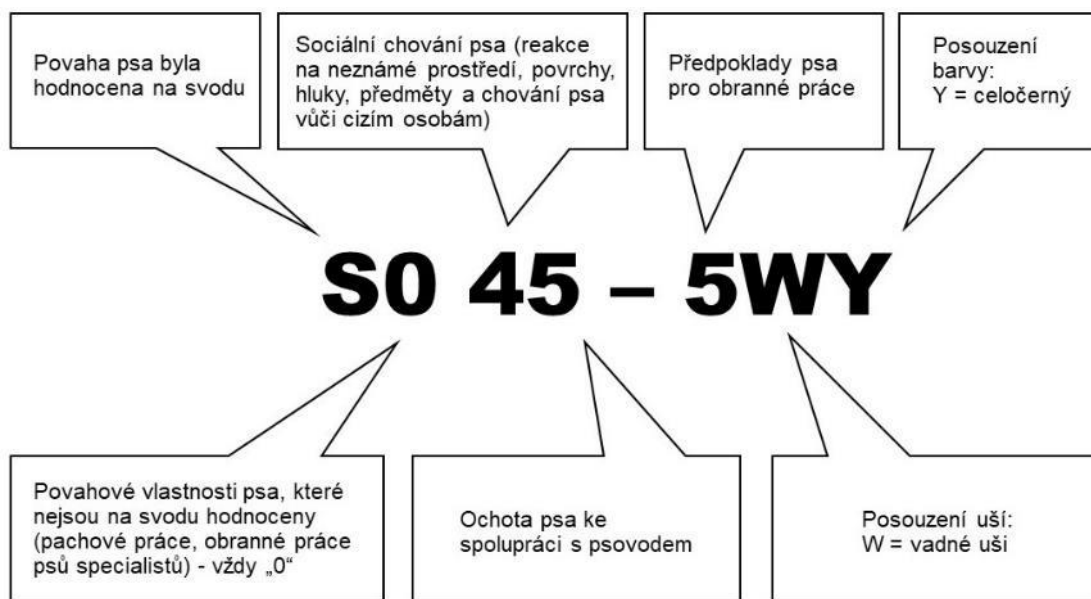 Povaha psa byla
hodnocena na svodu
Sociální chování psa (reakce
na neznámé prostředí, povrchy,
hluky, předměty a chování psa
vůči cizím osobám)
Předpoklady psa
pro obranné práce
Posouzení
barvy:
Y = celočerný
S0 45 – 5WY
Povahové vlastnosti psa, které
nejsou na svodu hodnoceny
(pachové práce, obranné práce
psů specialistů) - vždy „0“
Ochota psa ke
spolupráci s psovodem
Posouzení uší:
W = vadné uši